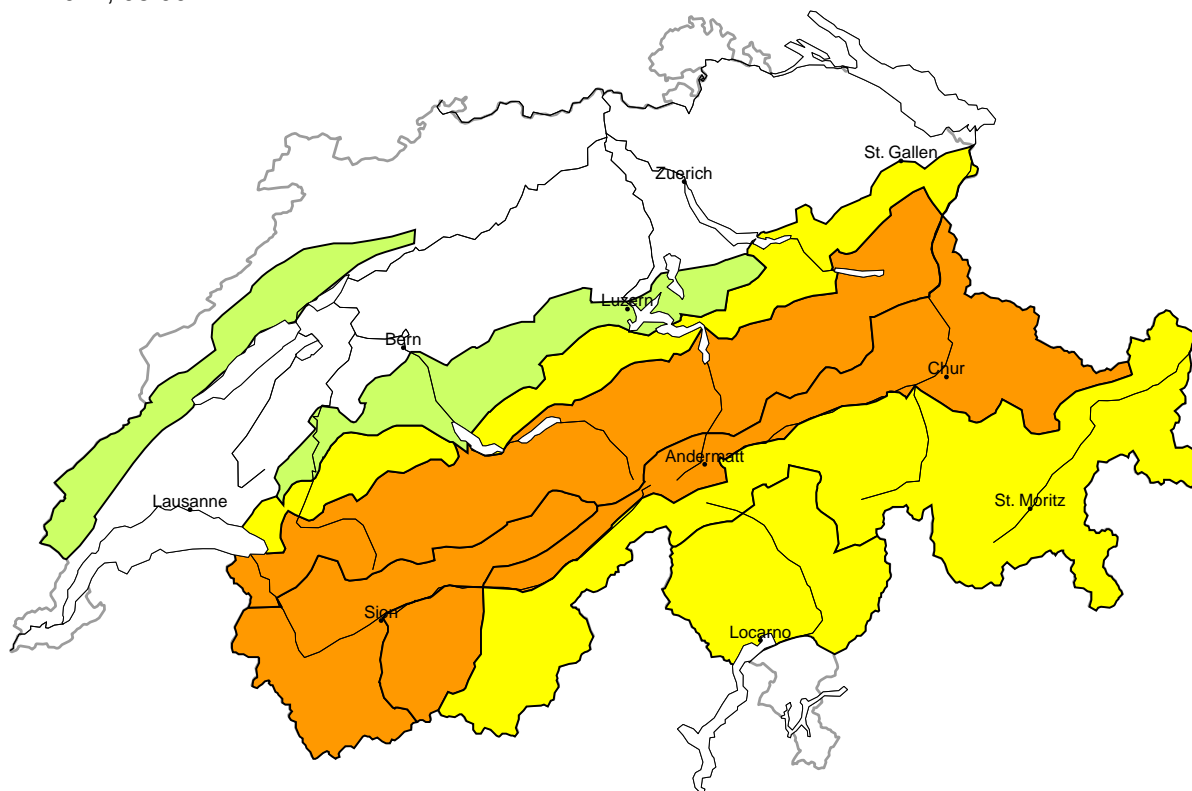 St. Gallen
Zuerich
Luzern
Bern
Chur
Andermatt
Lausanne
St. Moritz
Sion
Locarno